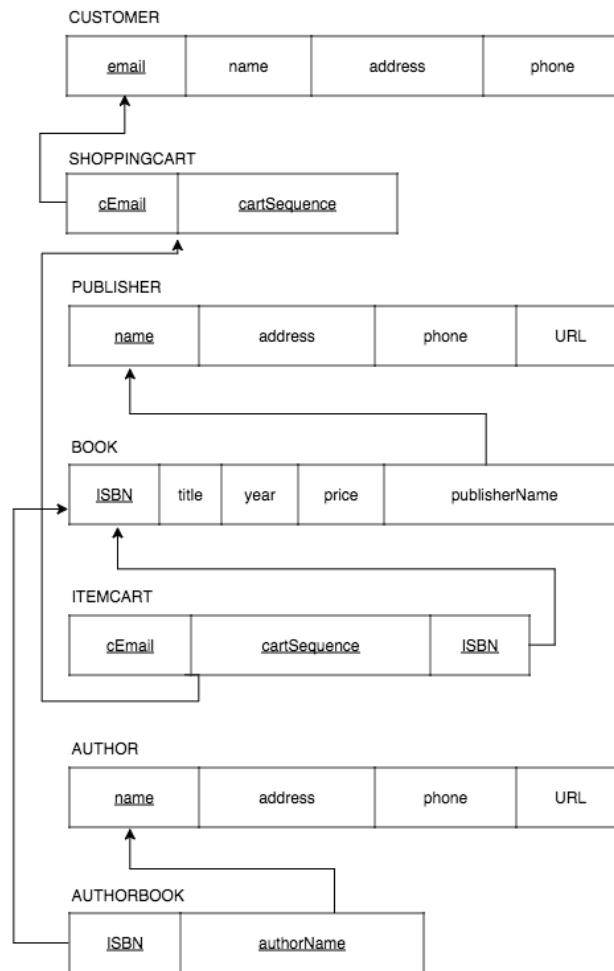 CUSTOMER
email name address phone
SHOPPINGCART
cEmail cartSequence
PUBLISHER
name address phone URL
BOOK
ISBN title year price publisherName
ITEMCART
cEmail cartSequence ISBN
AUTHOR
name address phone URL
AUTHORBOOK
ISBN authorName